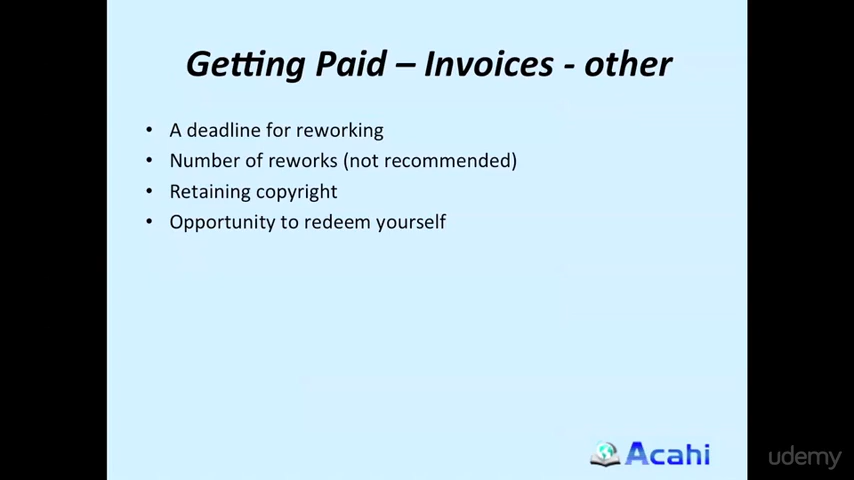 Getting Paid – Invoices - other
• A deadline for reworking
• Number of reworks (not recommended)
• Retaining copyright
• Opportunity to redeem yourself
Acahi
udemy